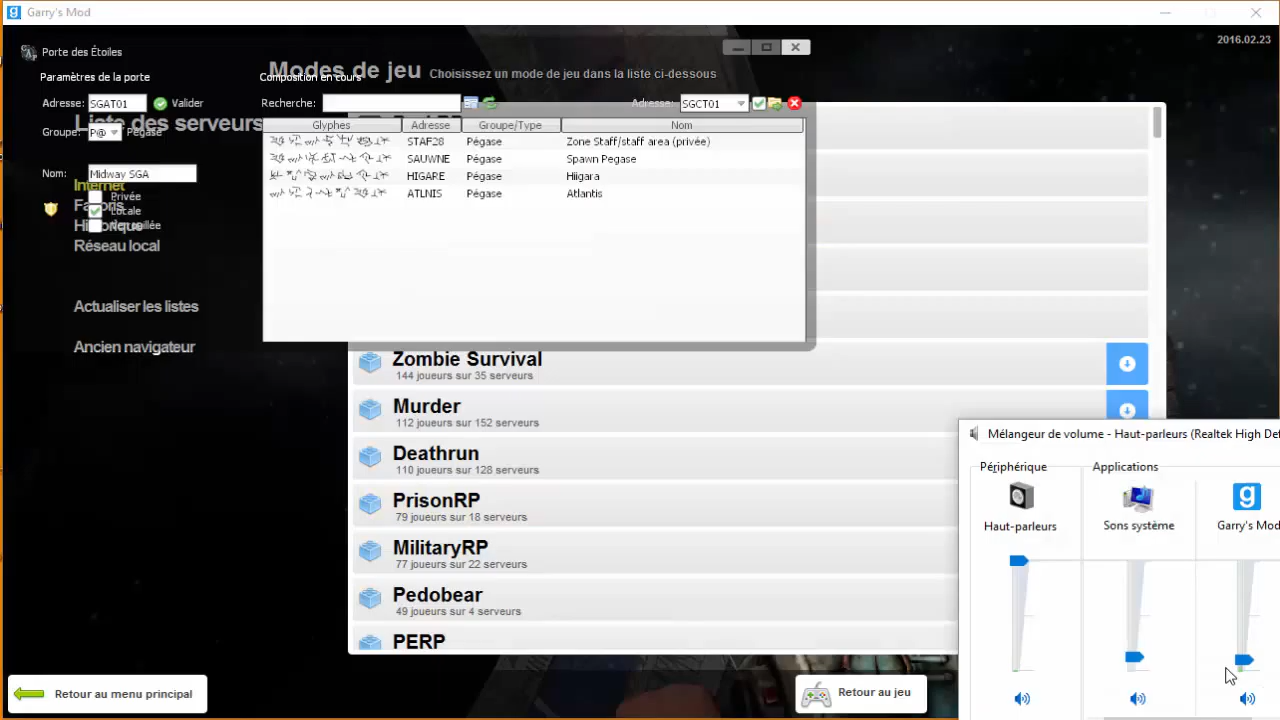 Garry's Mod
2016.02.23
Porte des Étoiles
Paramètres de la porte
Adresse: SGAT01 Valider
Groupe: P@ Pégase
Nom: Midway SGA
Privée
Locale
Liste des serveurs
Internet
Favoris
Historique
Réseau local
Actualiser les listes
Ancien navigateur
Modes de jeu Choisissez un mode de jeu dans la liste ci-dessous
Composition en cours
Recherche: Adresse: SGCT01
Glyphes Adresse Groupe/Type Nom
STAF28 Pégase Zone Staff/staff area (privée)
SAUWNE Pégase Spawn Pegase
HIGARE Pégase Hiigara
ATLNIS Pégase Atlantis
Zombie Survival
144 joueurs sur 35 serveurs
Murder
112 joueurs sur 152 serveurs
Deathrun
110 joueurs sur 128 serveurs
PrisonRP
79 joueurs sur 18 serveurs
MilitaryRP
77 joueurs sur 22 serveurs
Pedobear
49 joueurs sur 4 serveurs
PERP
Retour au menu principal
Retour au jeu
Mélangeur de volume - Haut-parleurs (Realtek High Def
Périphérique Applications
Haut-parleurs Sons système Garry's Mod